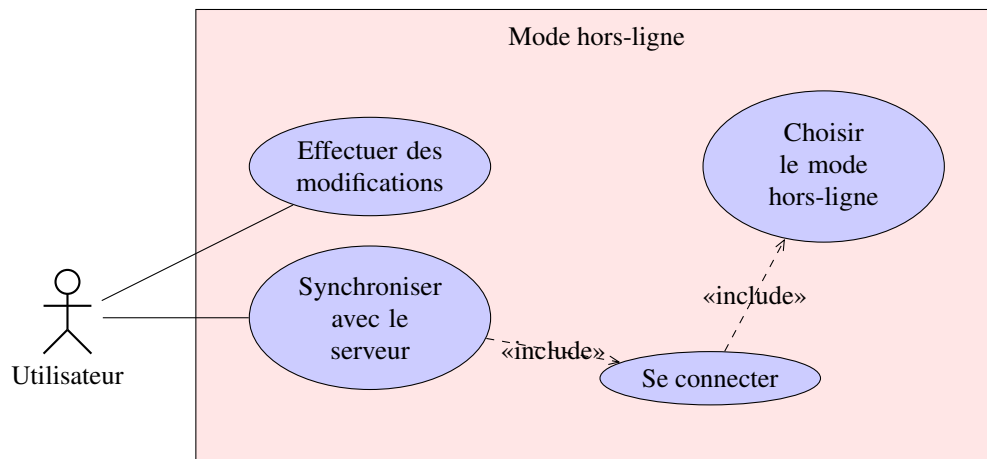 Mode hors-ligne
Effectuer des
modifications
Choisir
le mode
hors-ligne
Synchroniser
avec le
serveur
«include»
«include»
Se connecter
Utilisateur